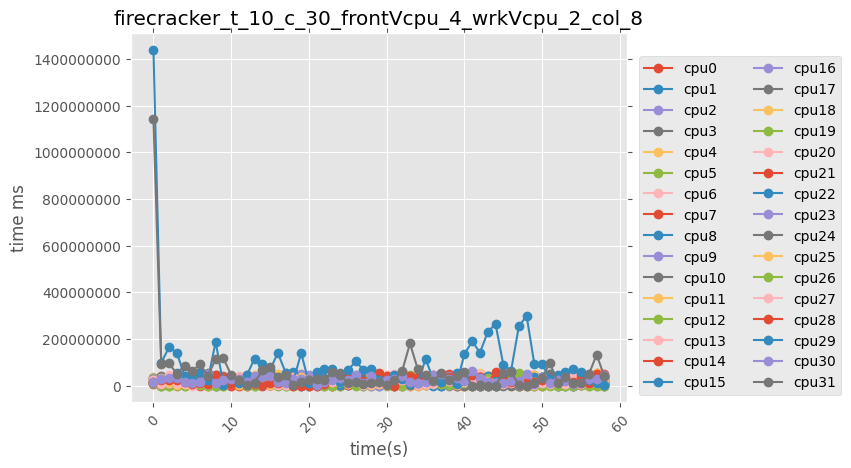 firecracker_t_10_c_30_frontVcpu_4_wrkVcpu_2_col_8
1400000000
1200000000
1000000000
800000000
600000000
400000000
200000000
0
time ms
0
10
20
30
40
50
60
time(s)
cpu0
cpu1
cpu2
cpu3
cpu4
cpu5
cpu6
cpu7
cpu8
cpu9
cpu10
cpu11
cpu12
cpu13
cpu14
cpu15
cpu16
cpu17
cpu18
cpu19
cpu20
cpu21
cpu22
cpu23
cpu24
cpu25
cpu26
cpu27
cpu28
cpu29
cpu30
cpu31